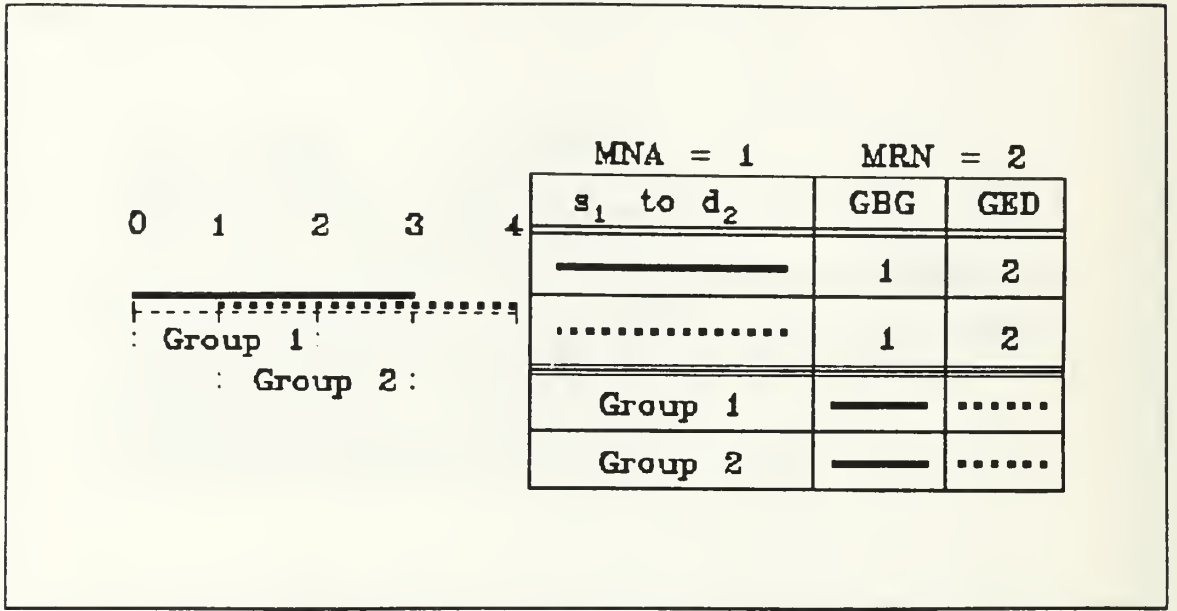 MNA = 1 MRN = 2
s₁ to d₂ GBG GED
0 1 2 3 4
1 2
1 2
Group 1
Group 2
Group 1
Group 2